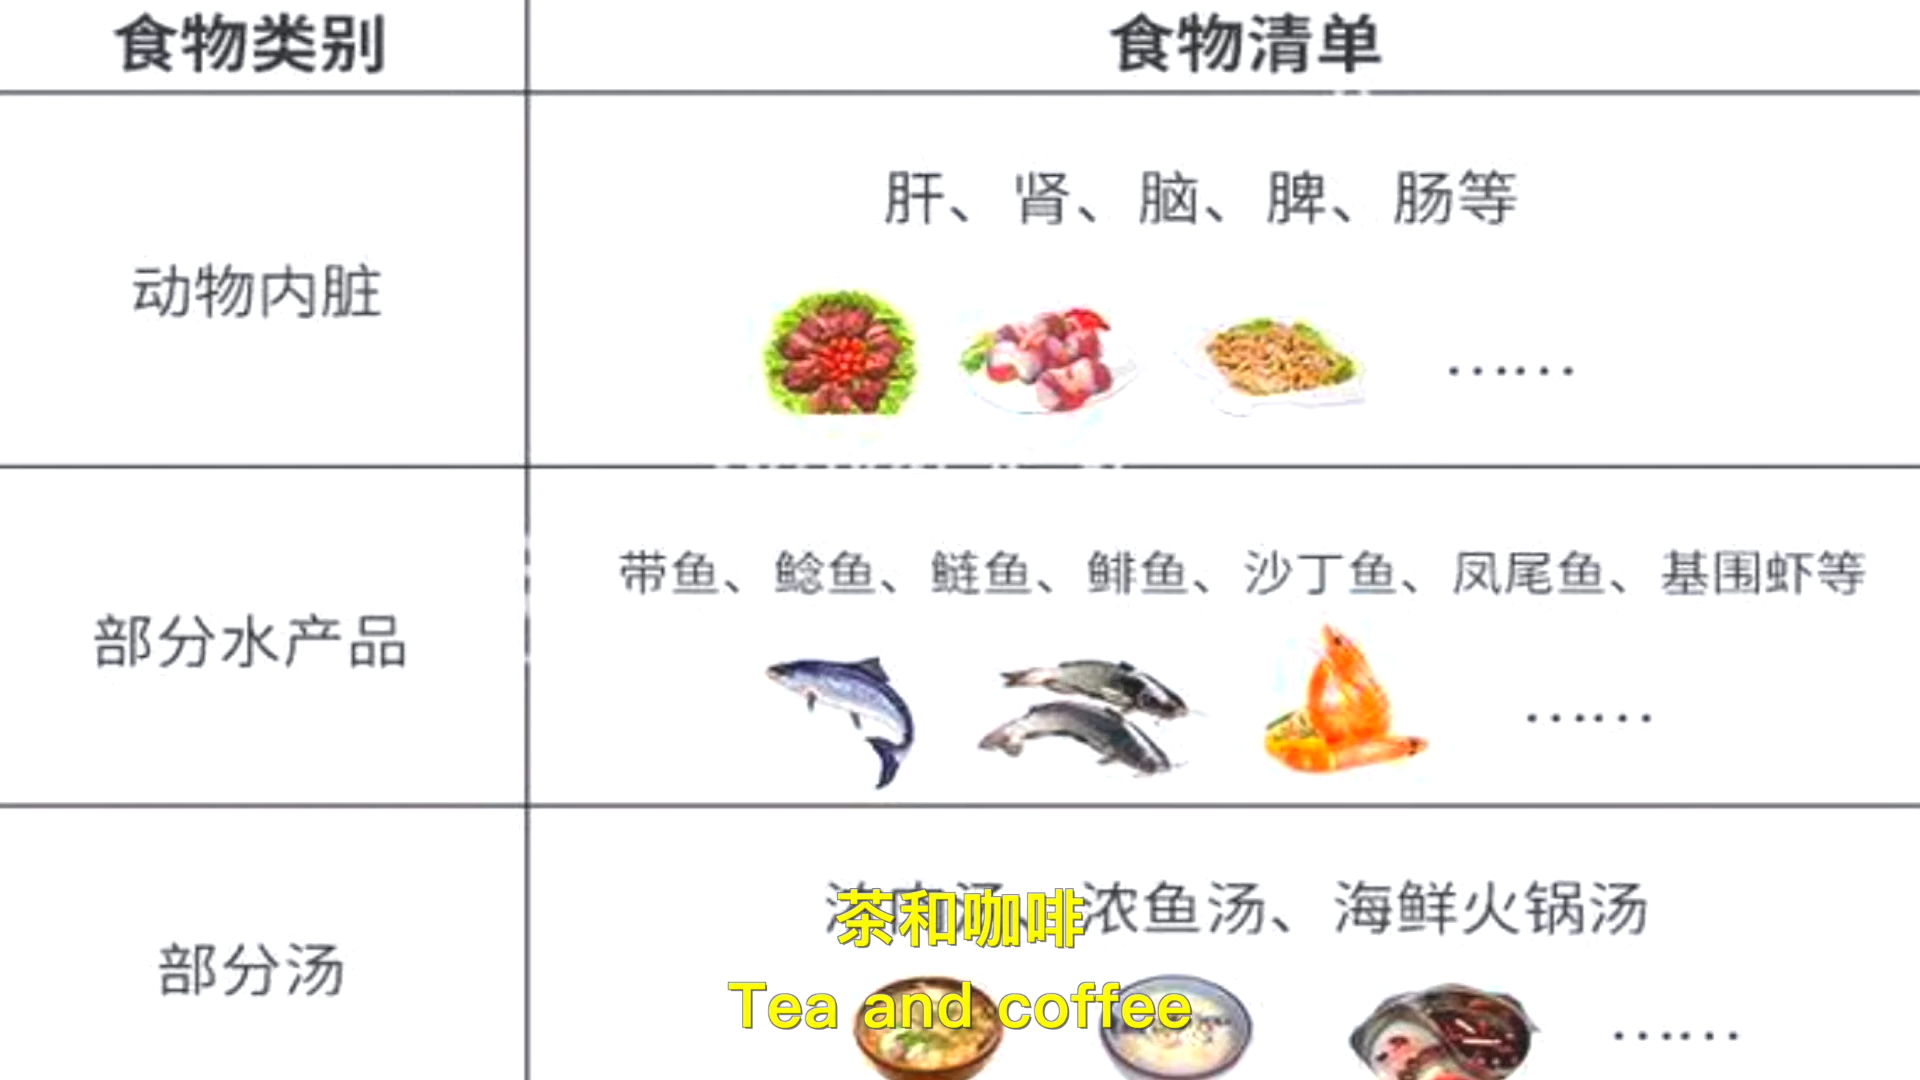 食物类别 食物清单
肝、肾、脑、脾、肠等
动物内脏
……
带鱼、鲶鱼、鲢鱼、鲱鱼、沙丁鱼、凤尾鱼、基围虾等
部分水产品
……
浓鱼汤、海鲜火锅汤
茶和咖啡
部分汤
Tea and coffee
……